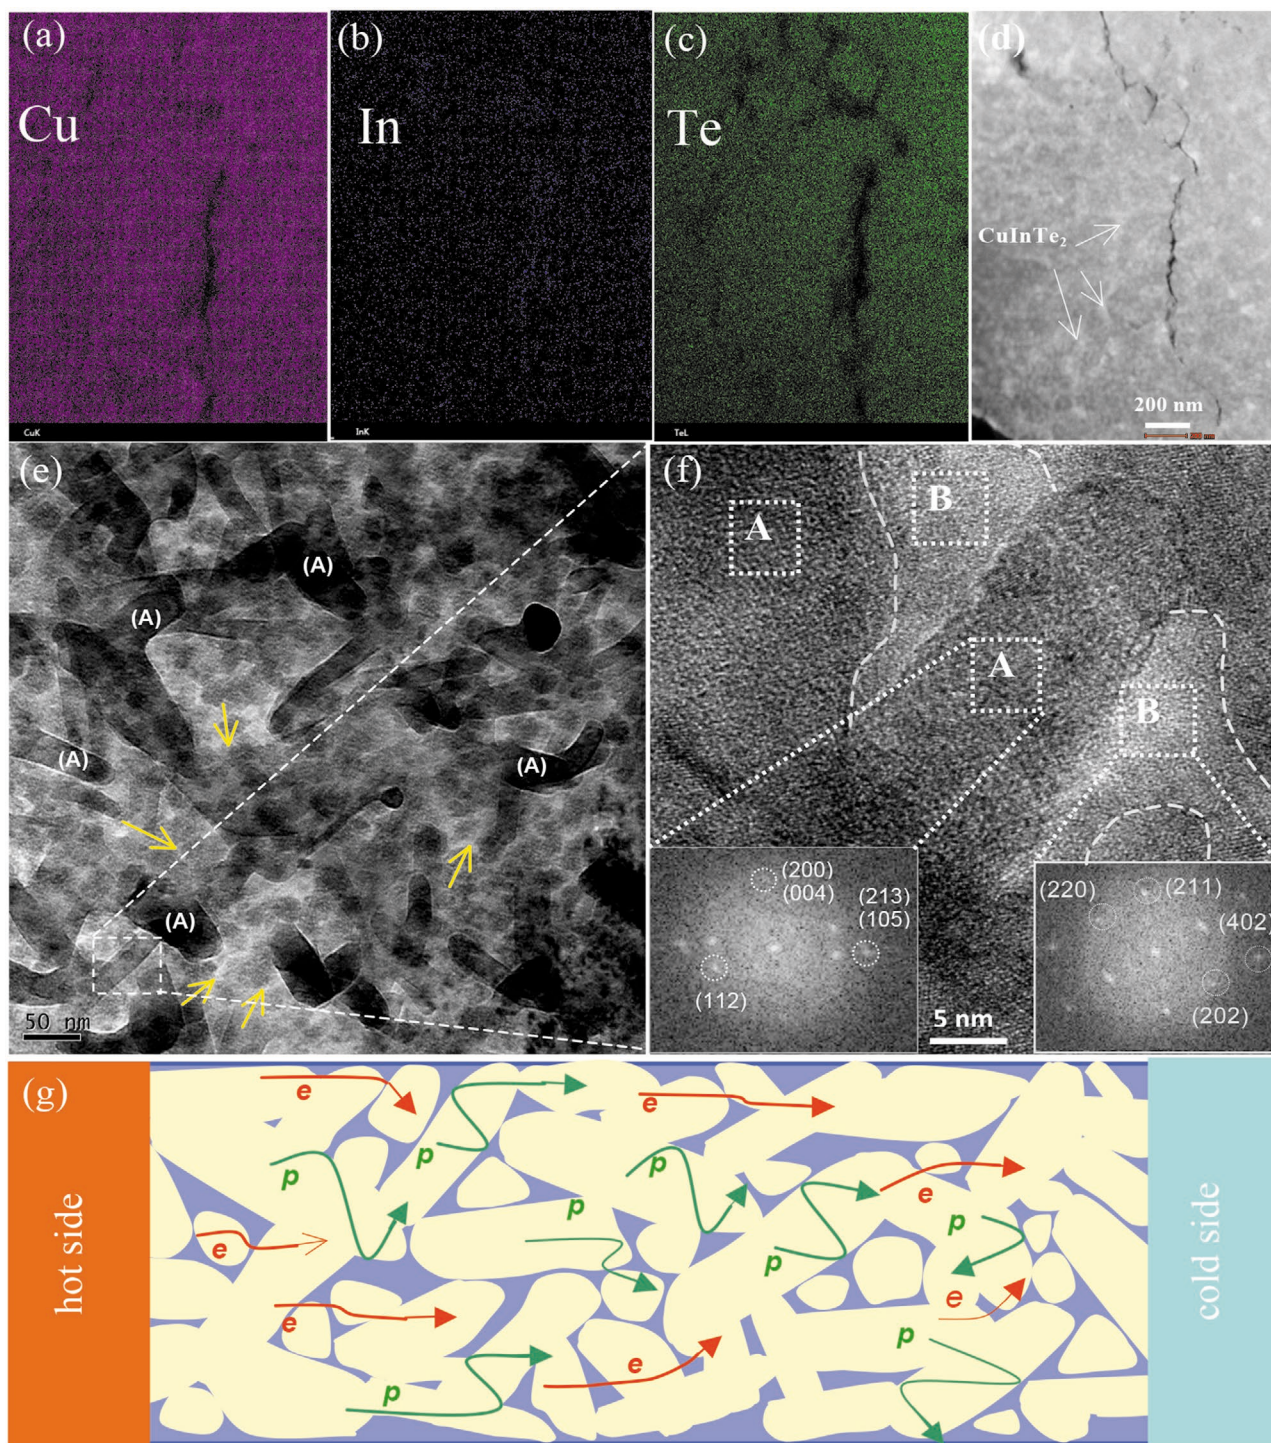 (a)
Cu
CuK
(b)
In
InK
(c)
Te
TeL
(d)
CuInTe₂
200 nm
(e)
(A)
(A)
(A)
(A)
(A)
50 nm
(f)
A
B
A
B
(200)
(004)
(213)
(105)
(112)
5 nm
(220)
(211)
(402)
(202)
(g)
hot side
e
p
e
p
e
p
e
p
p
e
p
e
p
e
p
p
cold side